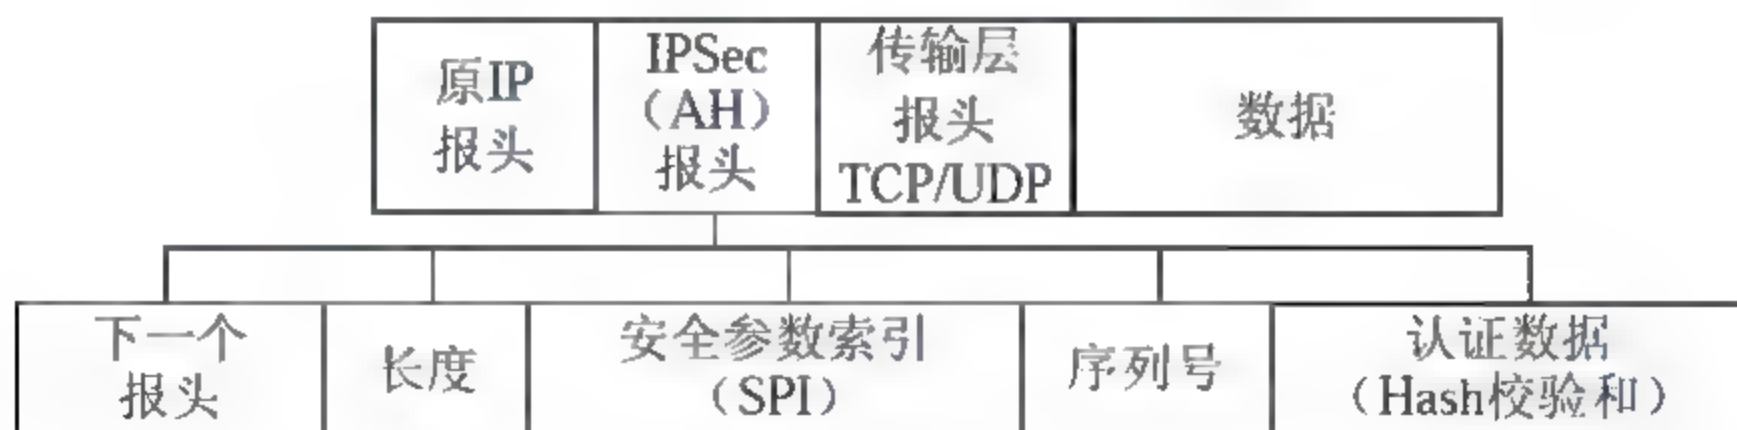 原IP
报头
IPSec
（AH）
报头
传输层
报头
TCP/UDP
数据
下一个
报头
长度
安全参数索引
（SPI）
序列号
认证数据
（Hash校验和）